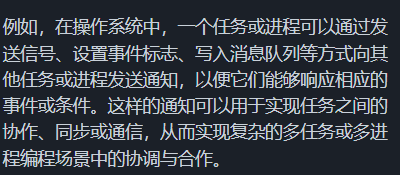 例如，在操作系统中，一个任务或进程可以通过发
送信号、设置事件标志、写入消息队列等方式向其
他任务或进程发送通知，以便它们能够响应相应的
事件或条件。这样的通知可以用于实现任务之间的
协作、同步或通信，从而实现复杂的多任务或多进
程编程场景中的协调与合作。